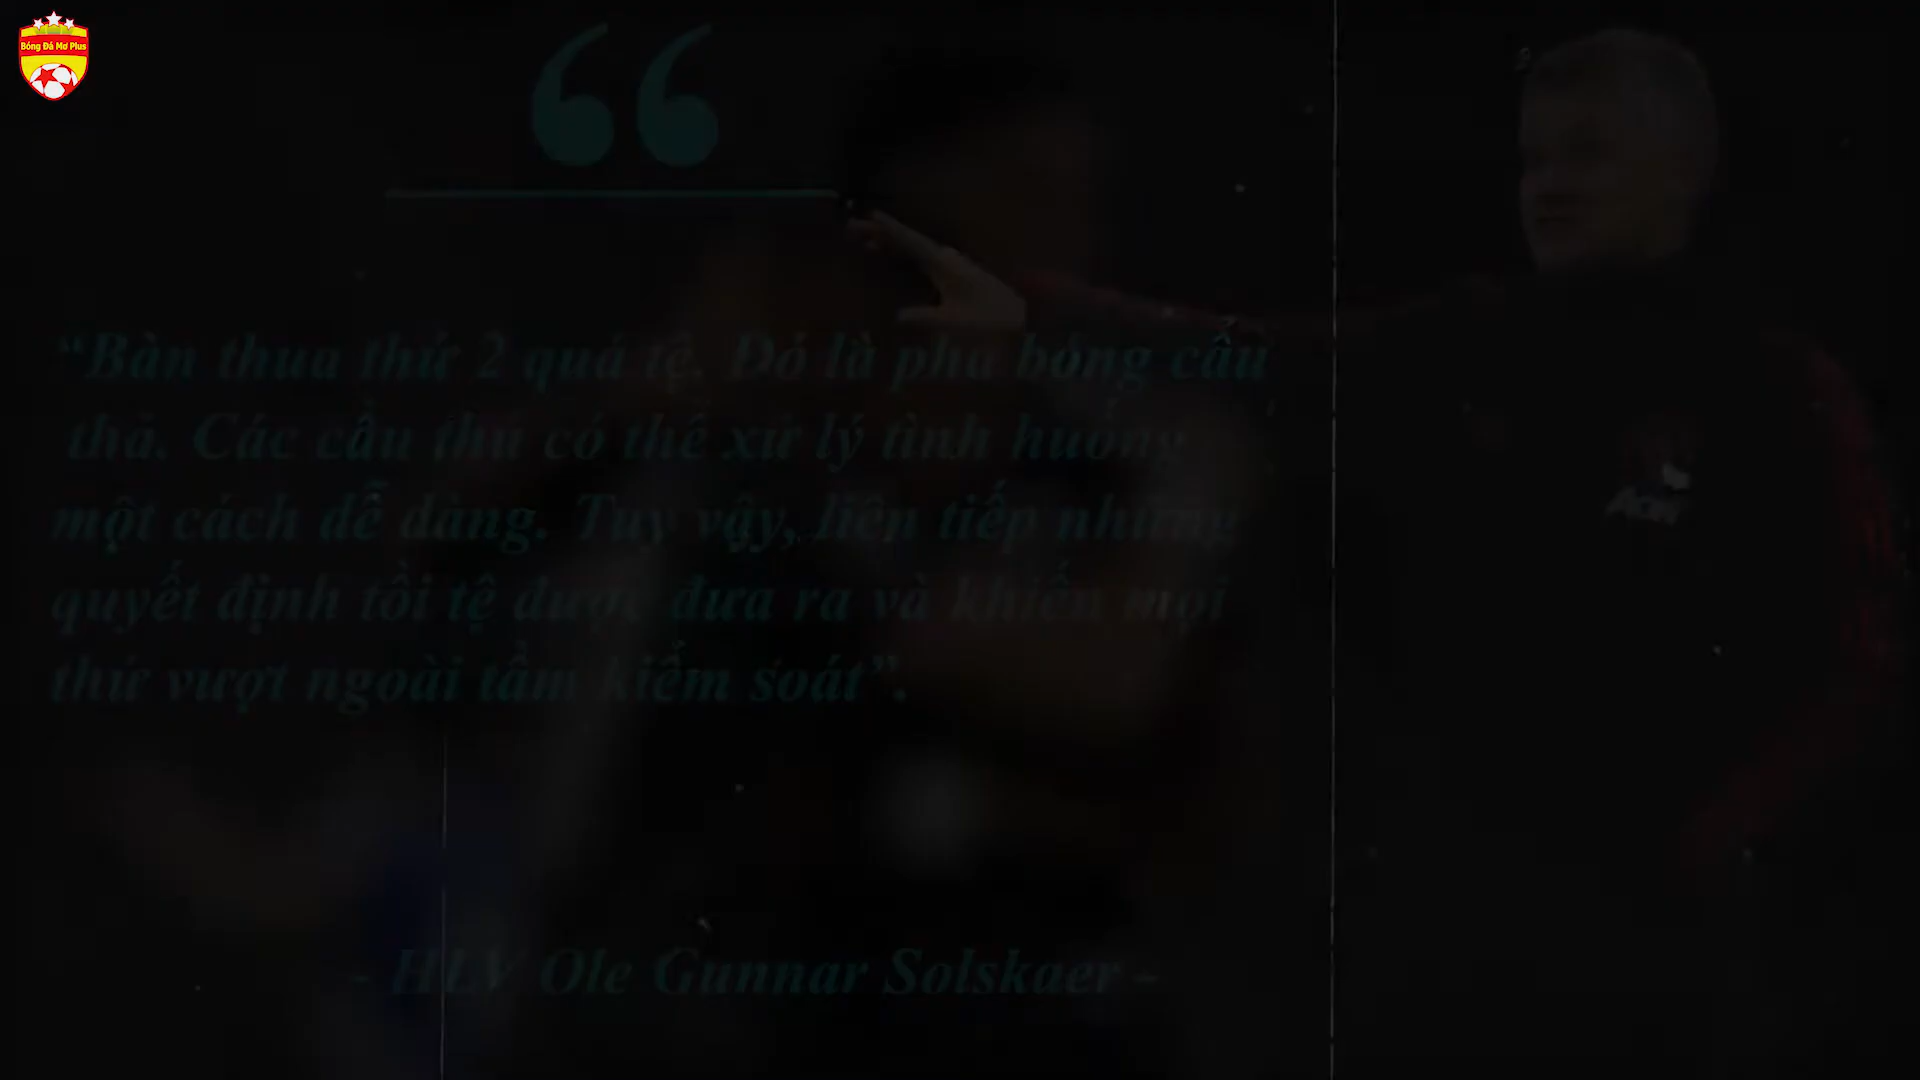 Bóng Đá Mơ Plus
“Bàn thua thứ 2 quá tệ. Đó là pha bóng cẩu
thả. Các cầu thủ có thể xử lý tình huống
một cách dễ dàng. Tuy vậy, liên tiếp những
quyết định tồi tệ được đưa ra và khiến mọi
thứ vượt ngoài tầm kiểm soát”.
AON
- HLV Ole Gunnar Solskaer -